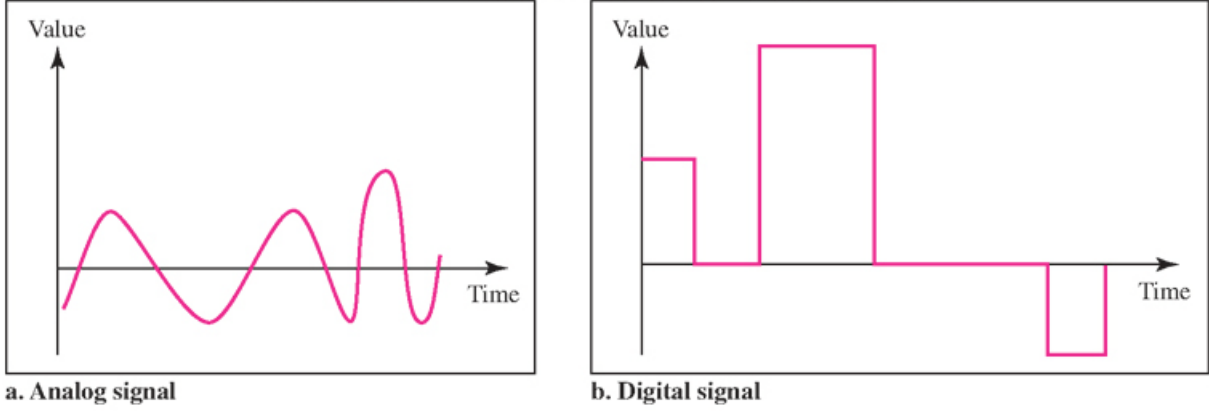 Value
Time
a. Analog signal
Value
Time
b. Digital signal